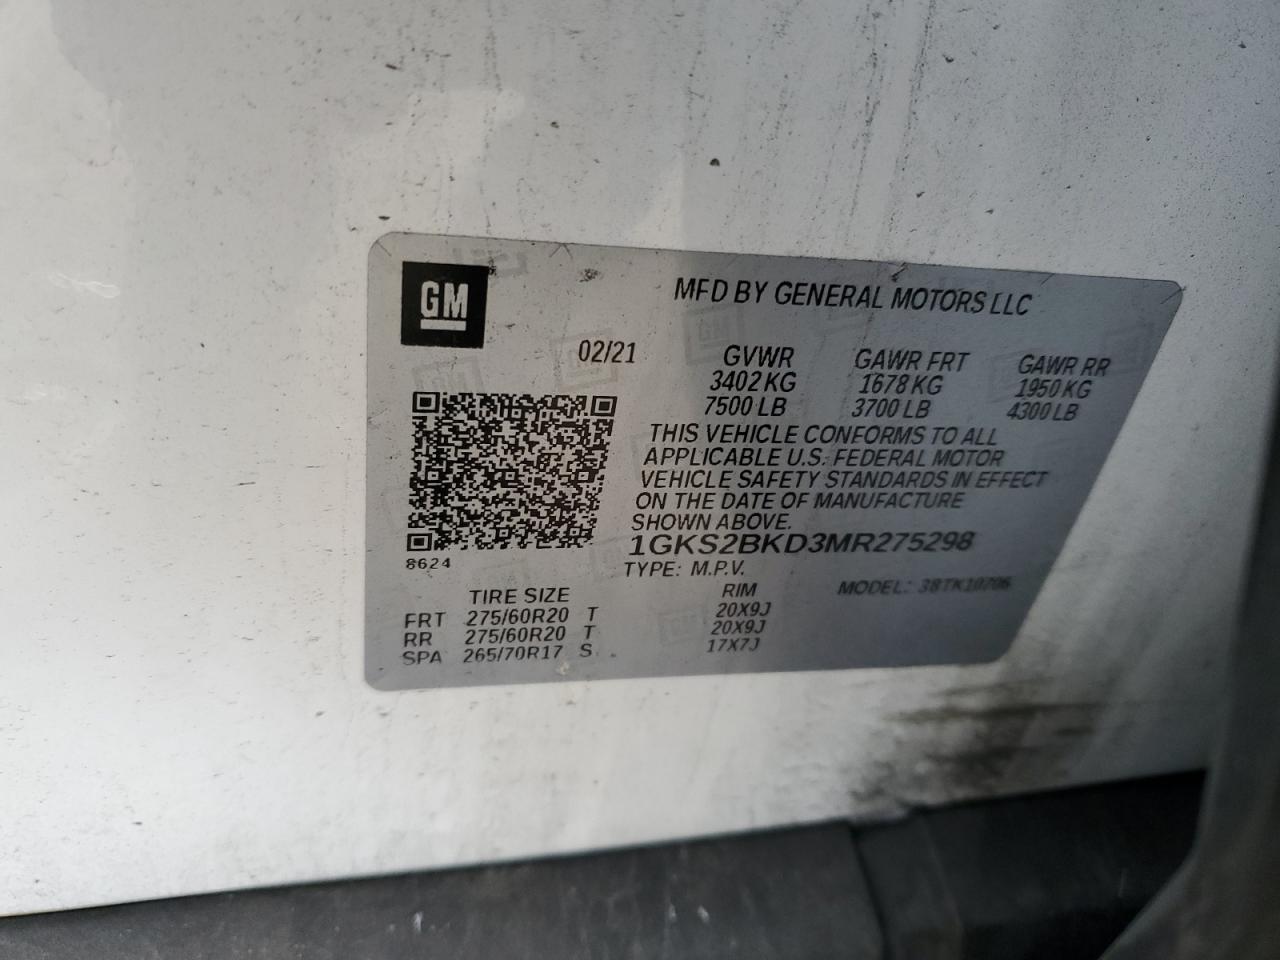 GM
MFD BY GENERAL MOTORS LLC
02/21 GVWR GAWR FRT GAWR RR
3402 KG 1678 KG 1950 KG
7500 LB 3700 LB 4300 LB
THIS VEHICLE CONFORMS TO ALL
APPLICABLE U.S. FEDERAL MOTOR
VEHICLE SAFETY STANDARDS IN EFFECT
ON THE DATE OF MANUFACTURE
SHOWN ABOVE.
1GKS2BKD3MR275298
8624
TYPE: M.P.V.
MODEL:
TIRE SIZE RIM
FRT 275/60R20 T 20X9J
RR 275/60R20 T 20X9J
SPA 265/70R17 S 17X7J